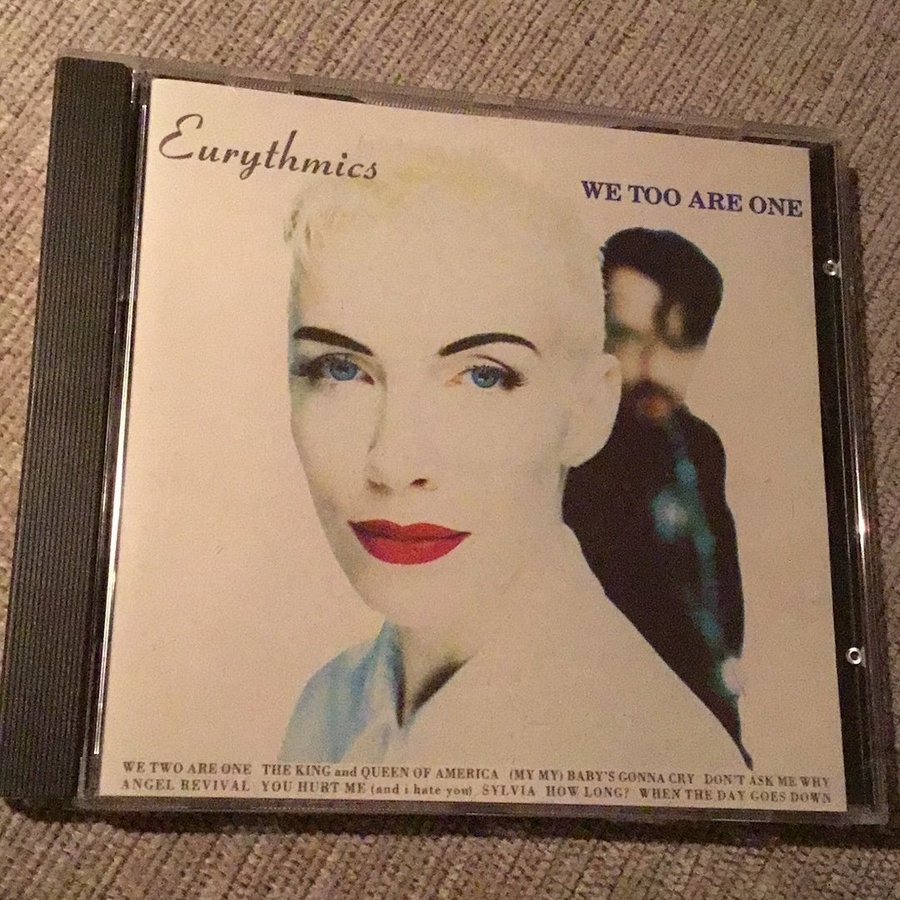 Eurythmics
WE TOO ARE ONE
WE TWO ARE ONE THE KING and QUEEN OF AMERICA (MY MY) BABY'S GONNA CRY DON'T ASK ME WHY
ANGEL REVIVAL YOU HURT ME (and i hate you) SYLVIA HOW LONG? WHEN THE DAY GOES DOWN